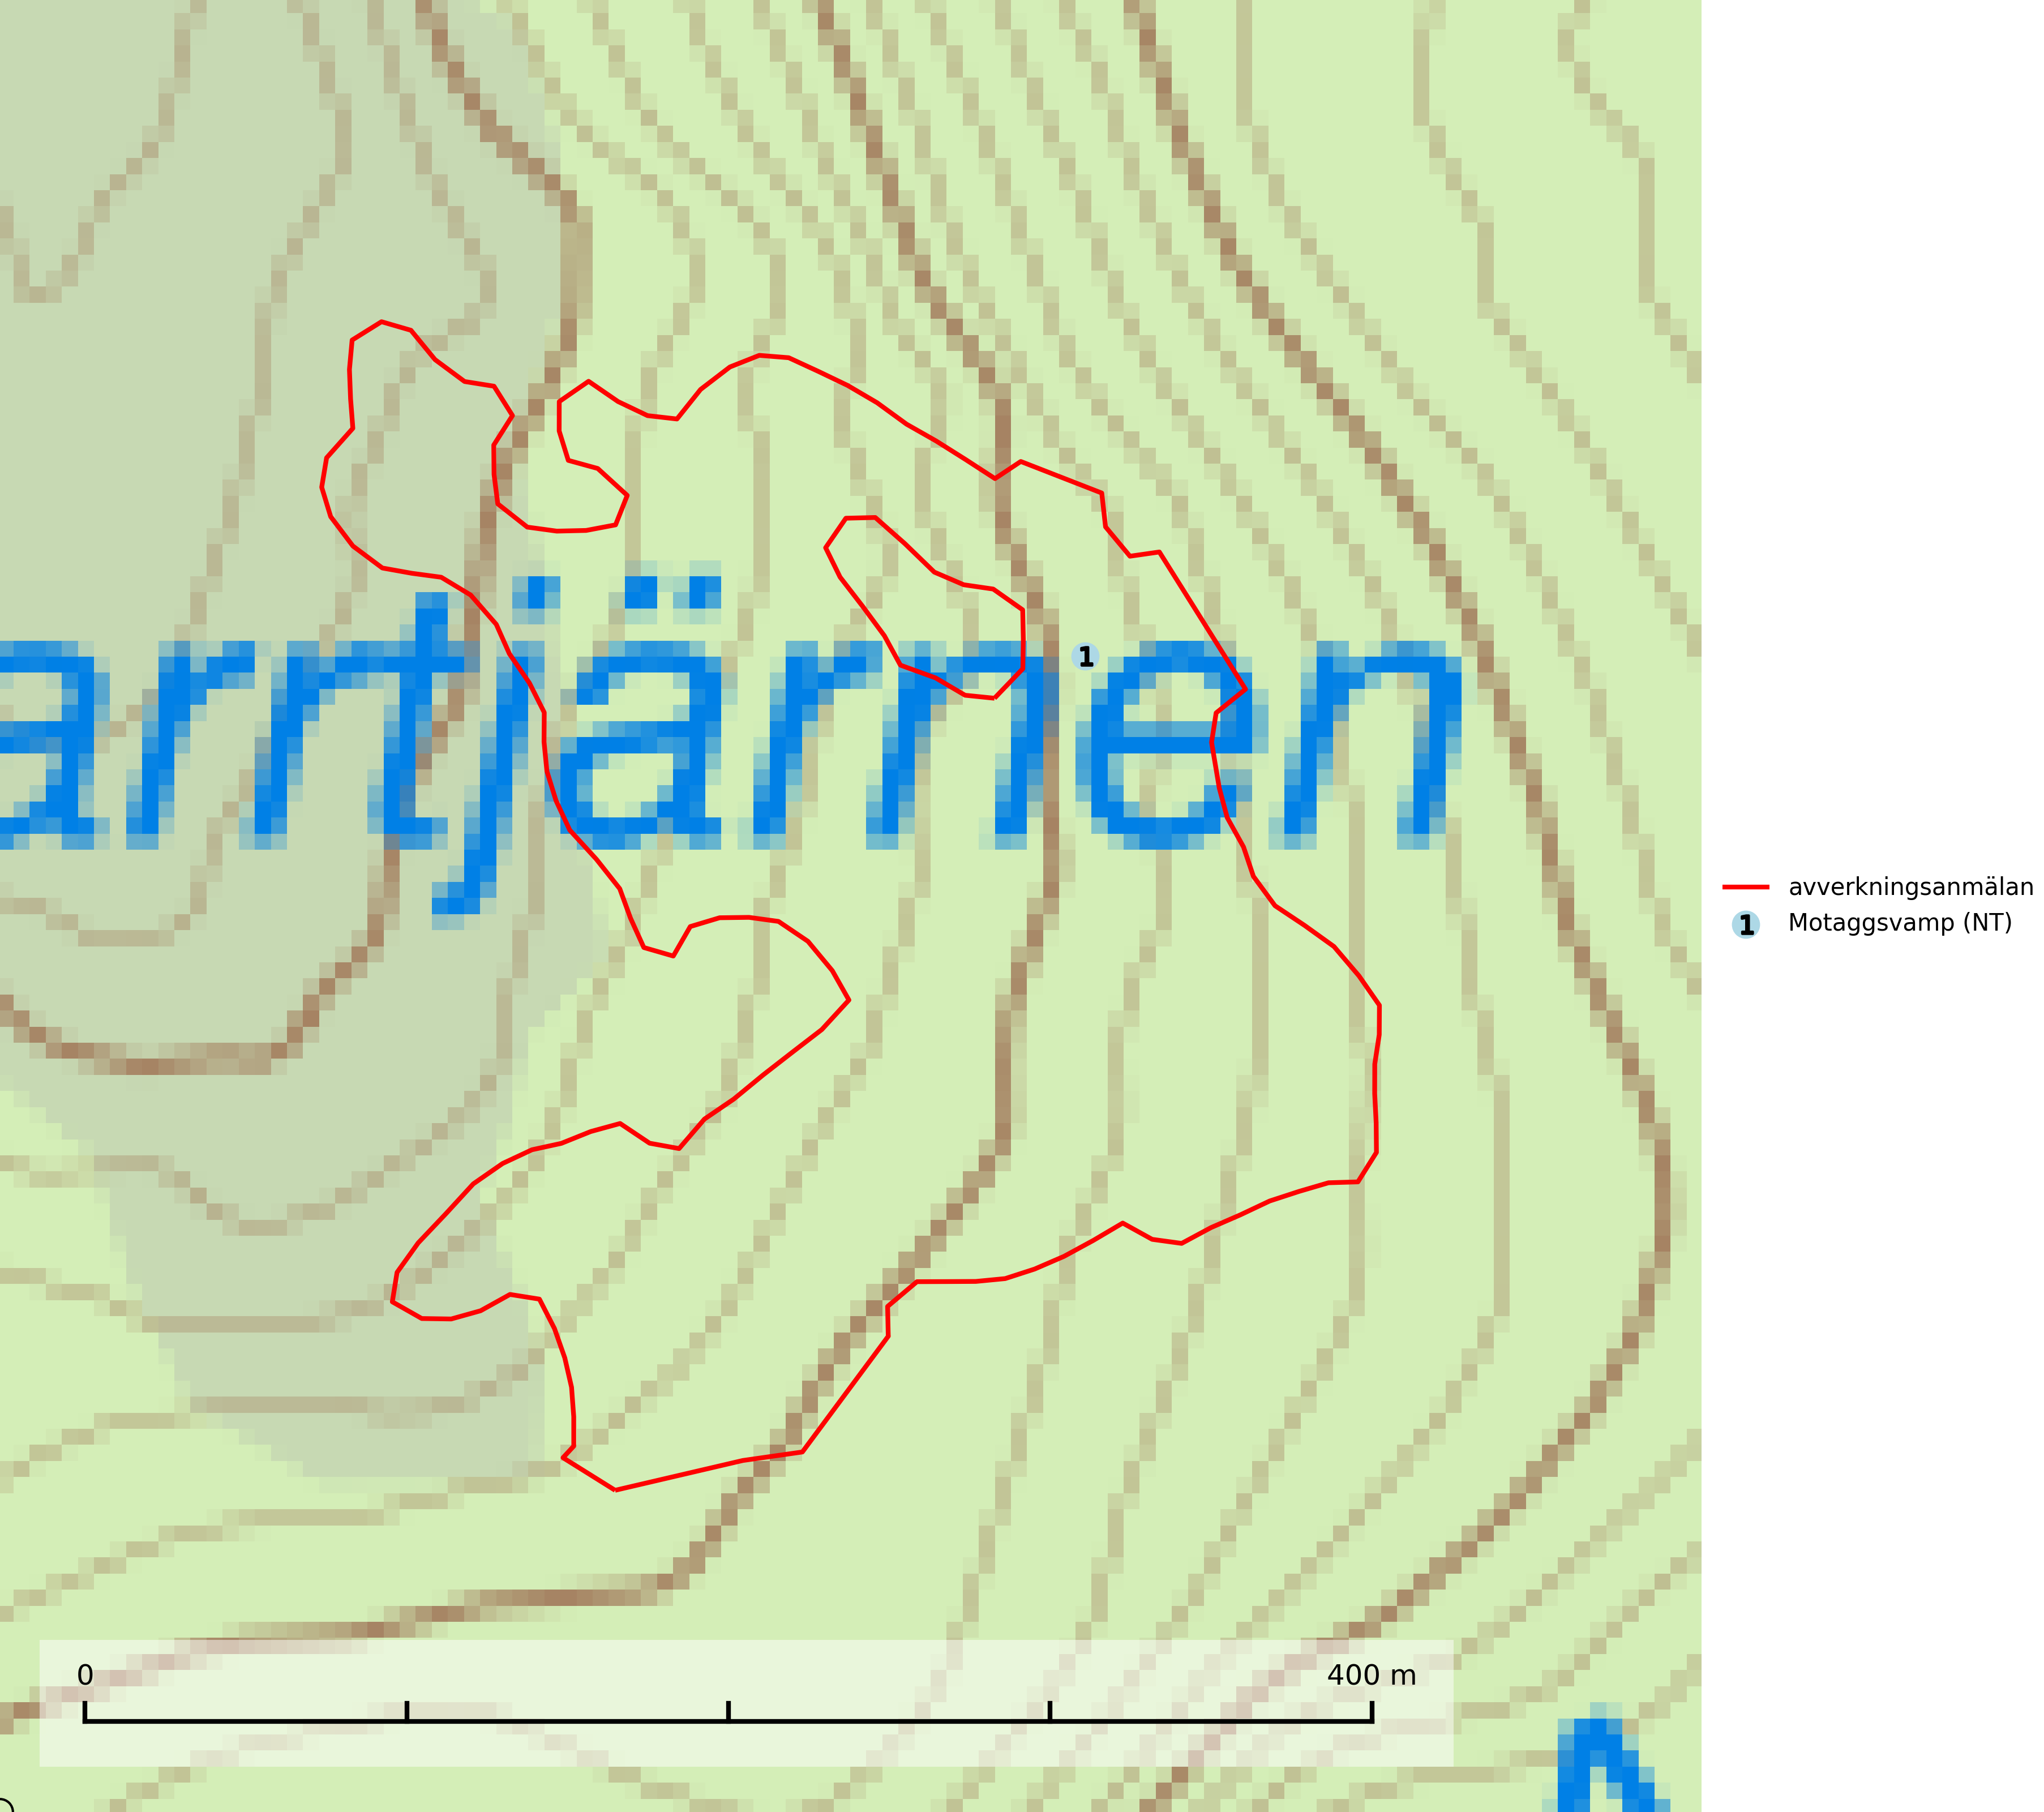 artjärnen
1
avverkningsanmälan
1 Motaggsvamp (NT)
0 400 m